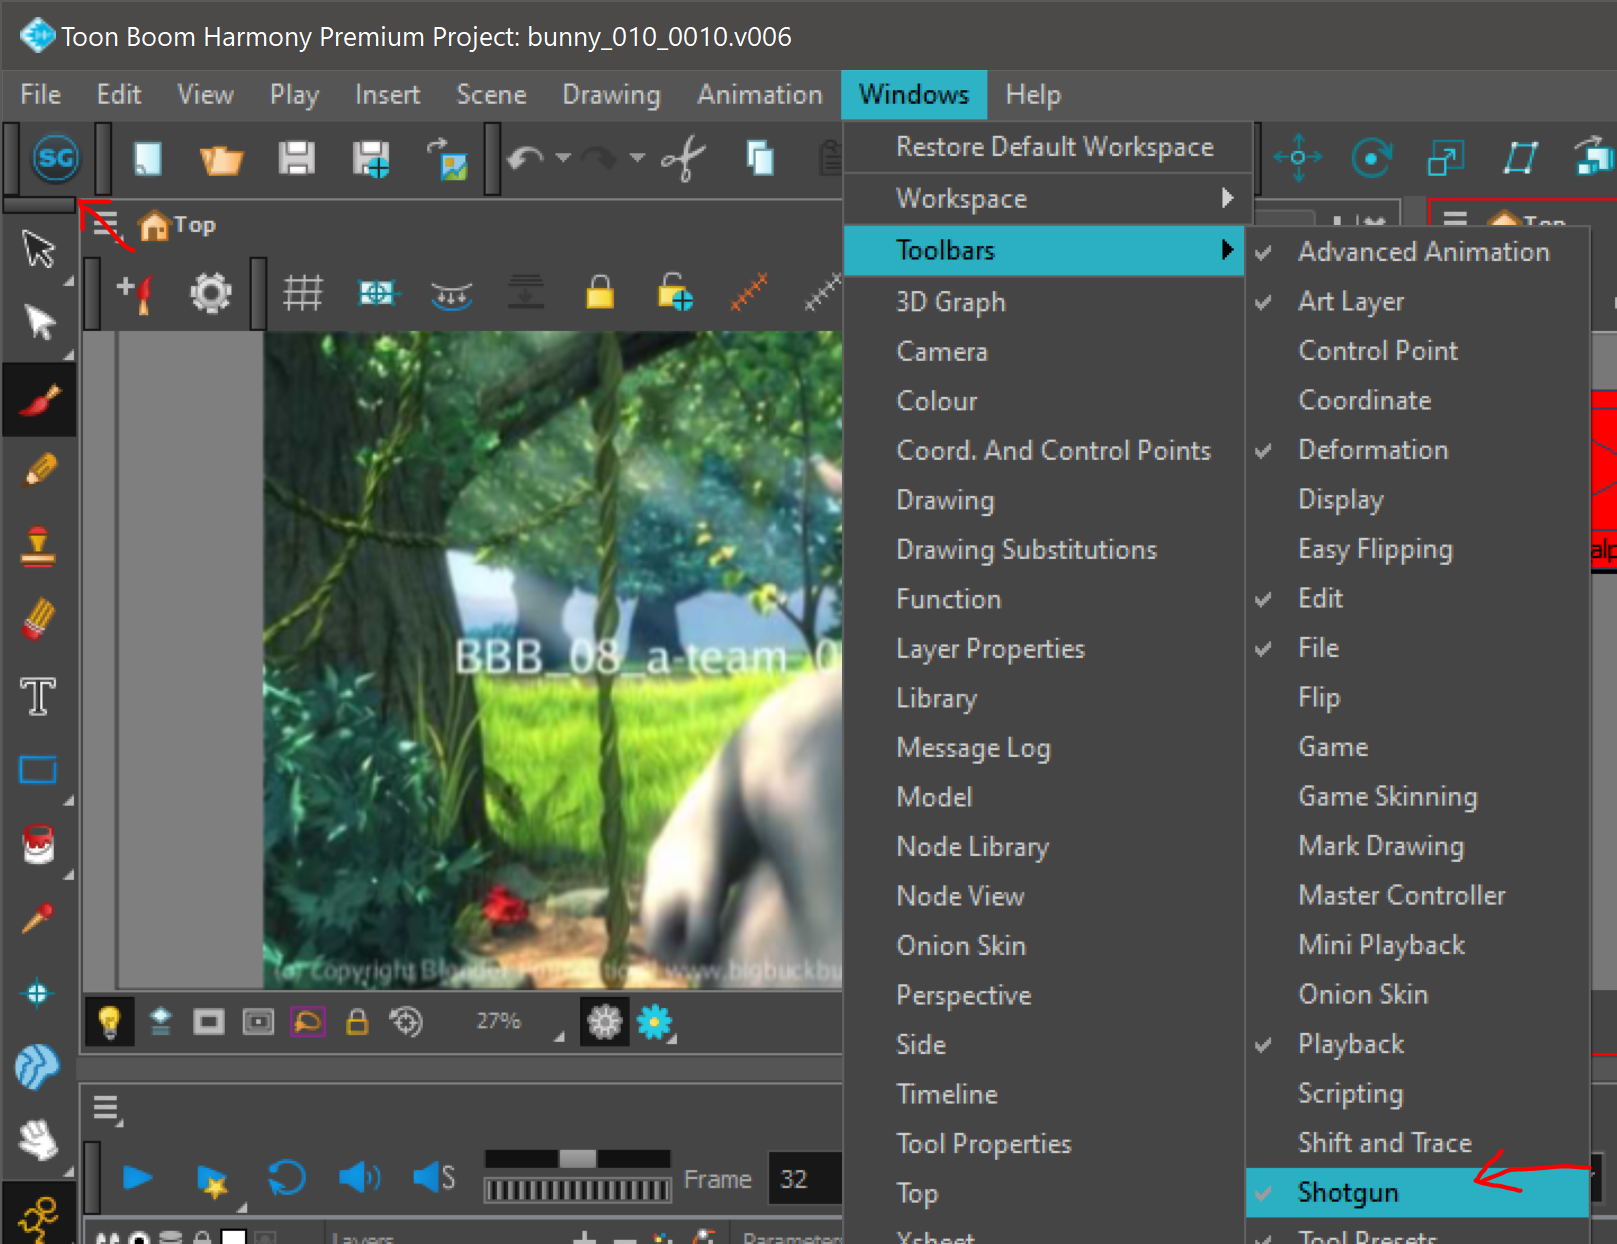 Toon Boom Harmony Premium Project: bunny_010_0010.v006
File Edit View Play Insert Scene Drawing Animation Windows Help
SG
Top
Top
Restore Default Workspace
Workspace
Toolbars
3D Graph
Camera
Colour
Coord. And Control Points
Drawing
Drawing Substitutions
Function
Layer Properties
Library
Message Log
Model
Node Library
Node View
Onion Skin
Perspective
Side
Timeline
Tool Properties
Top
Xsheet
Advanced Animation
Art Layer
Control Point
Coordinate
Deformation
Display
Easy Flipping
Edit
File
Flip
Game
Game Skinning
Mark Drawing
Master Controller
Mini Playback
Onion Skin
Playback
Scripting
Shift and Trace
Shotgun
Tool Presets
BBB_08_a-team_0
(c) copyright Blender Foundation | www.bigbuckbu
T
27%
S
Frame 32
Layers
Parameter
alp